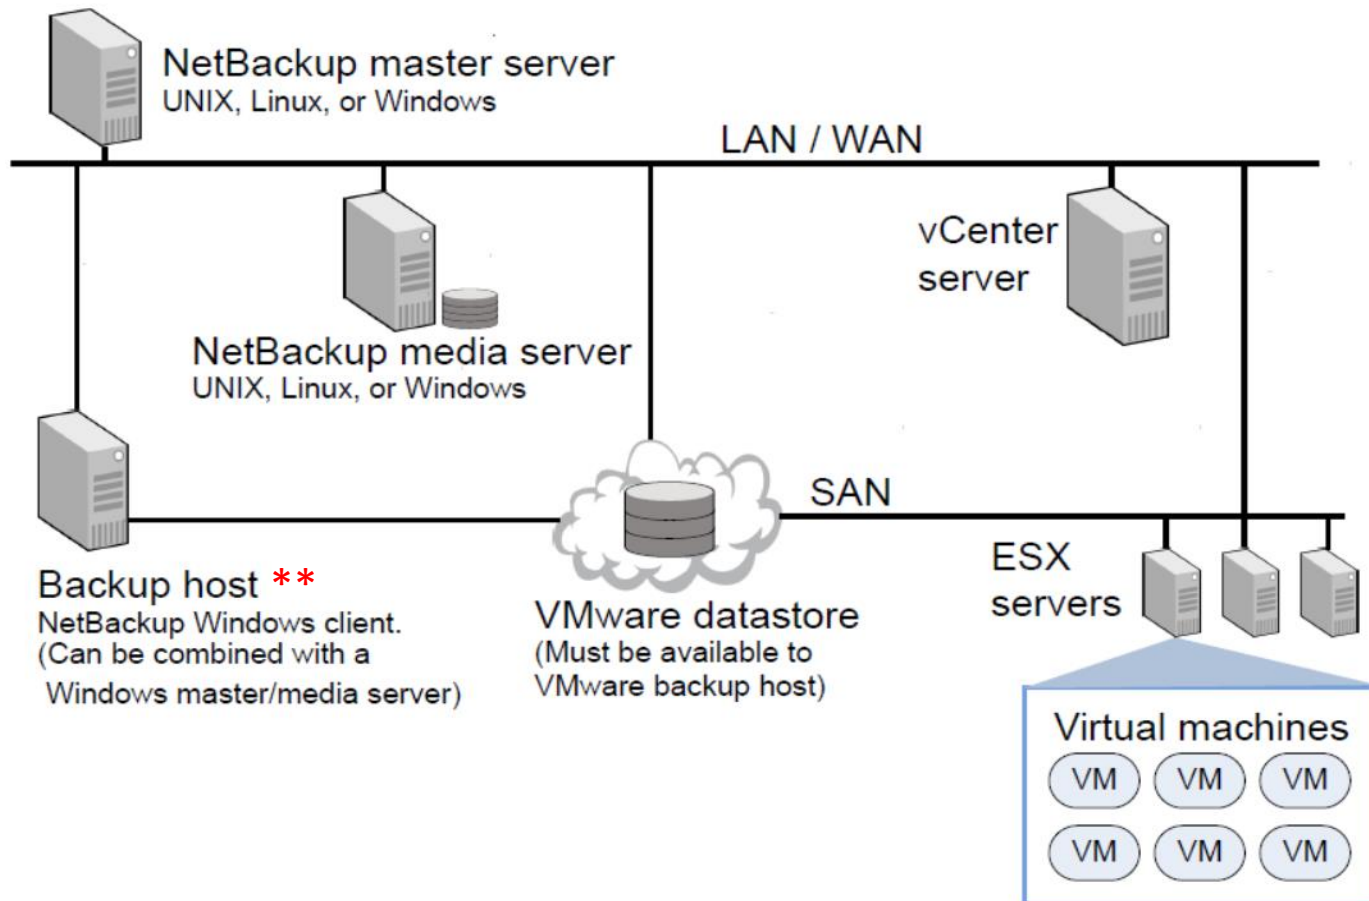 NetBackup master server
UNIX, Linux, or Windows
LAN / WAN
vCenter
server
NetBackup media server
UNIX, Linux, or Windows
SAN
Backup host **
NetBackup Windows client.
(Can be combined with a
Windows master/media server)
VMware datastore
(Must be available to
VMware backup host)
ESX
servers
Virtual machines
VM VM VM
VM VM VM